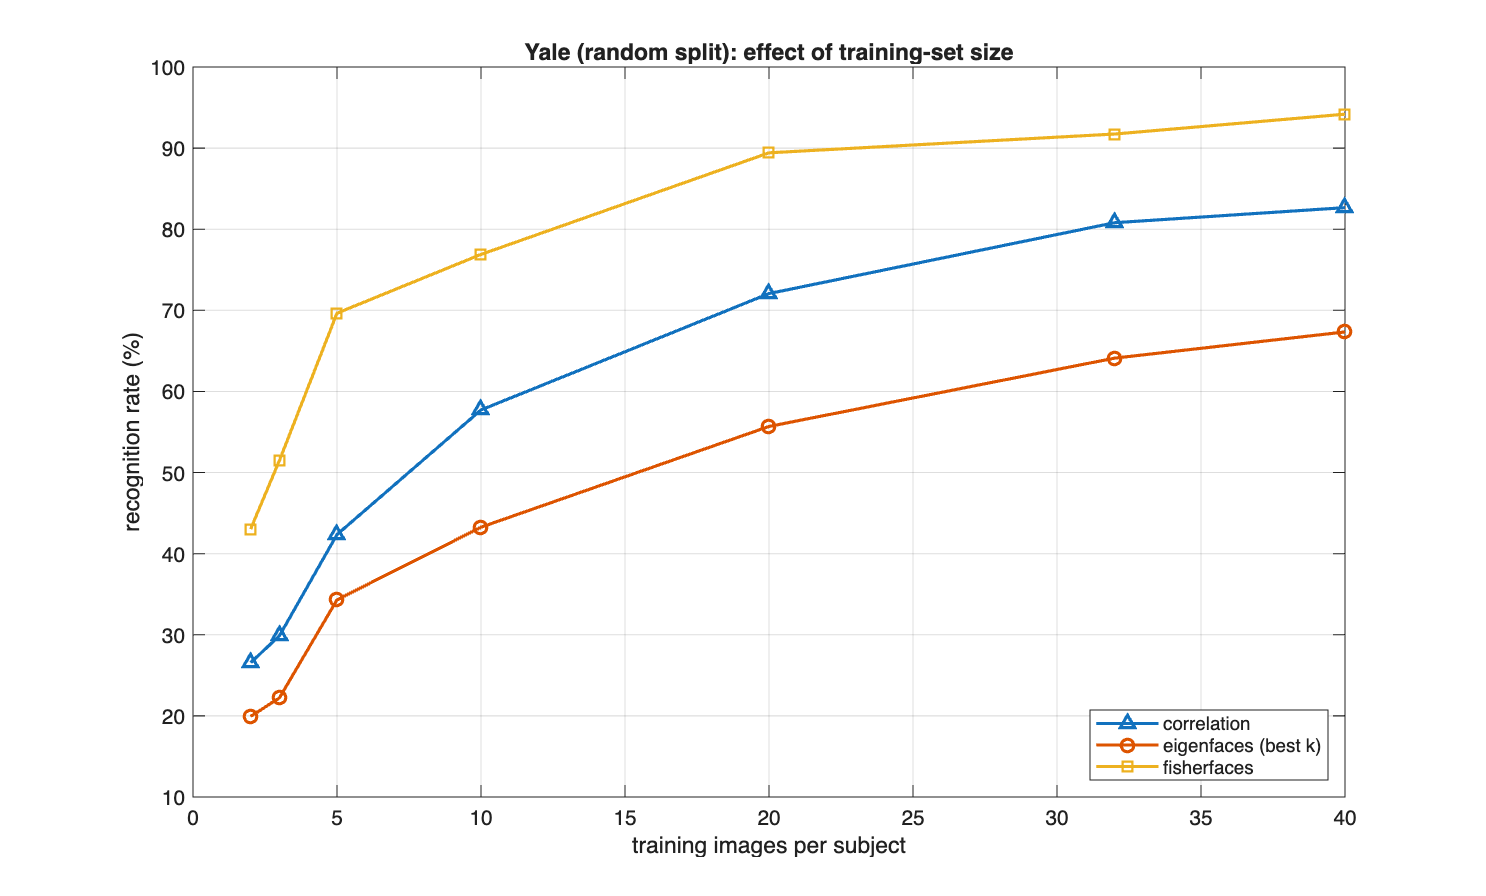 Yale (random split): effect of training-set size
100
90
80
70
60
50
40
30
20
10
recognition rate (%)
correlation
eigenfaces (best k)
fisherfaces
0 5 10 15 20 25 30 35 40
training images per subject